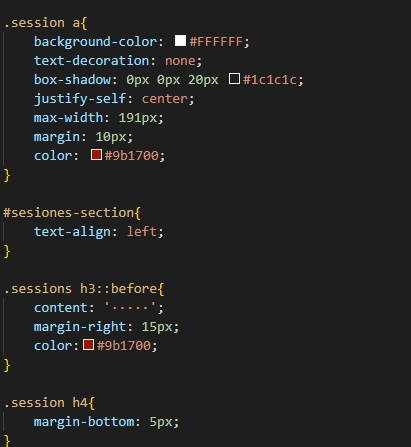 .session a{
    background-color: #FFFFFF;
    text-decoration: none;
    box-shadow: 0px 0px 20px #1c1c1c;
    justify-self: center;
    max-width: 191px;
    margin: 10px;
    color: #9b1700;
}
#sesiones-section{
    text-align: left;
}
.sessions h3::before{
    content: '·····';
    margin-right: 15px;
    color:#9b1700;
}
.session h4{
    margin-bottom: 5px;
}